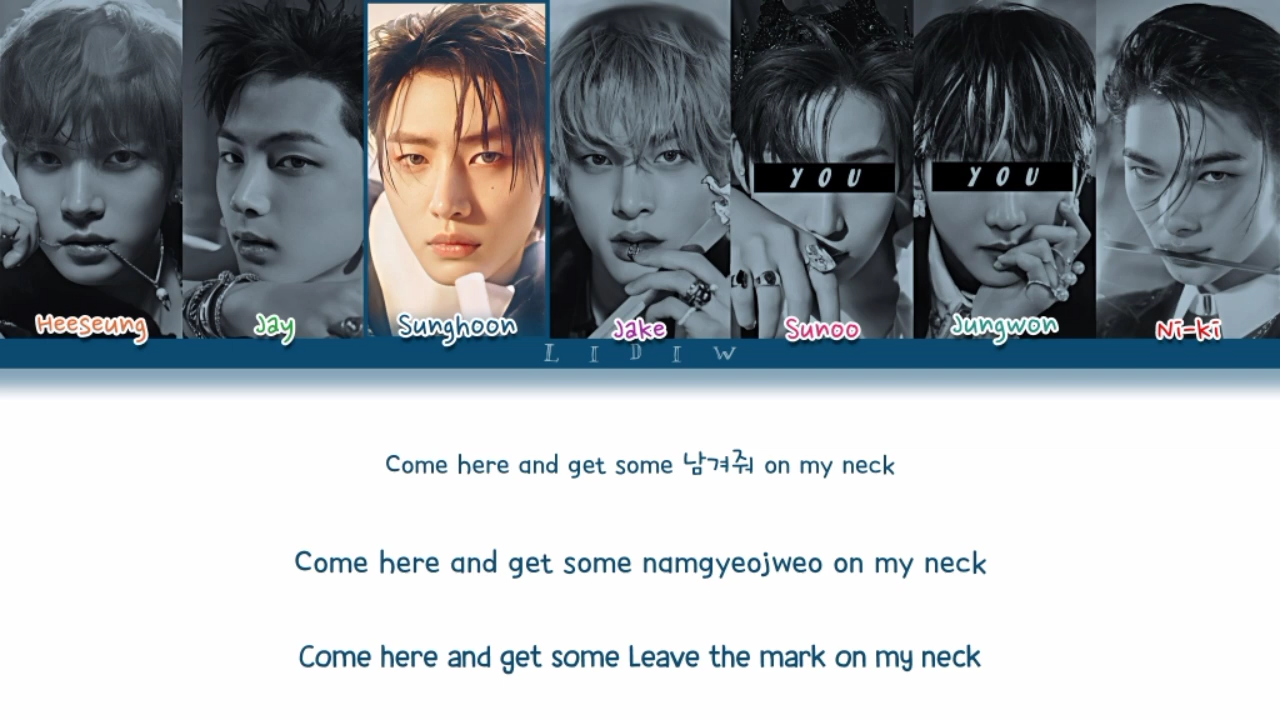 YOU
YOU
Heeseung
Jay
Sunghoon
Jake
Sunoo
Jungwon
Ni-ki
LIDIW
Come here and get some 남겨줘 on my neck
Come here and get some namgyeojweo on my neck
Come here and get some Leave the mark on my neck